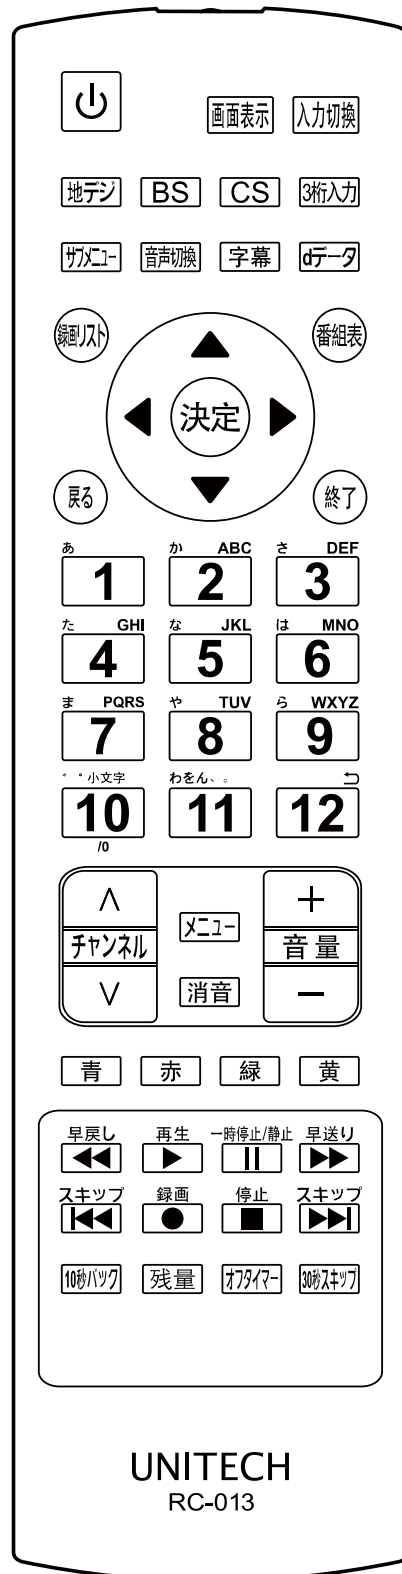 画面表示 入力切換
地デジ BS CS 3桁入力
サブメニュー 音声切換 字幕 dデータ
録画リスト 番組表
決定
戻る 終了
あ か ABC さ DEF
1 2 3
た GHI な JKL は MNO
4 5 6
ま PQRS や TUV ら WXYZ
7 8 9
゛゜小文字 わをん、。
10 11 12
/0
チャンネル メニュー 音量
消音
青 赤 緑 黄
早戻し 再生 一時停止/静止 早送り
スキップ 録画 停止 スキップ
10秒バック 残量 オフタイマー 30秒スキップ
UNITECH
RC-013